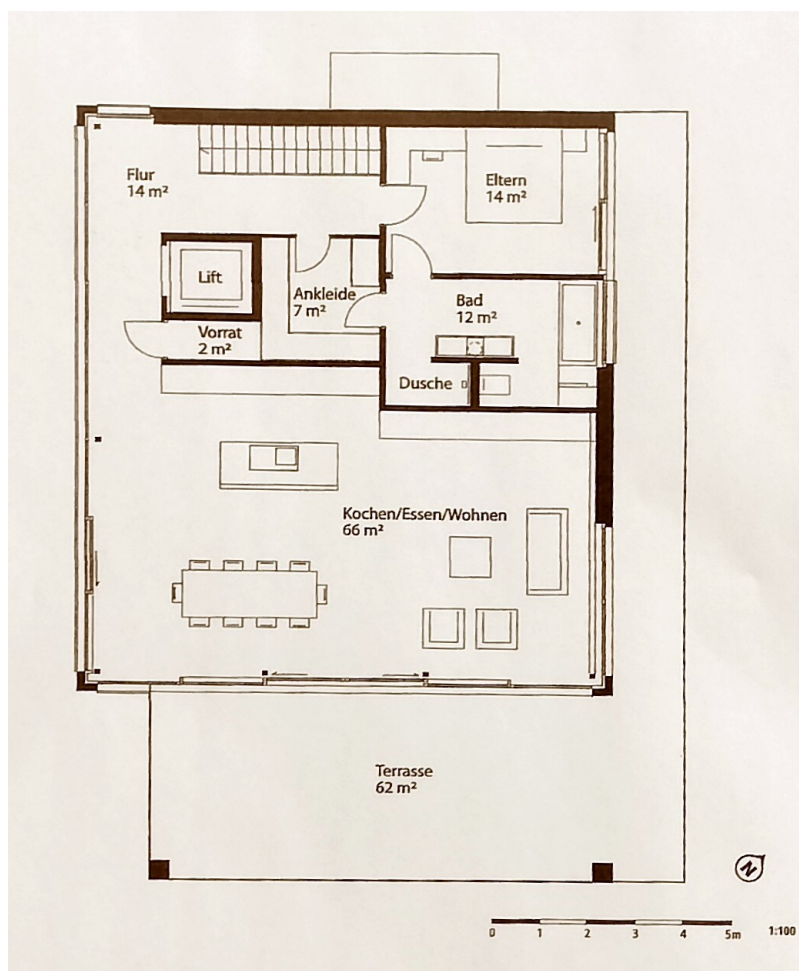 Flur
14 m²
Eltern
14 m²
Lift
Ankleide
7 m²
Bad
12 m²
Vorrat
2 m²
Dusche
Kochen/Essen/Wohnen
66 m²
Terrasse
62 m²
N
0 1 2 3 4 5m 1:100